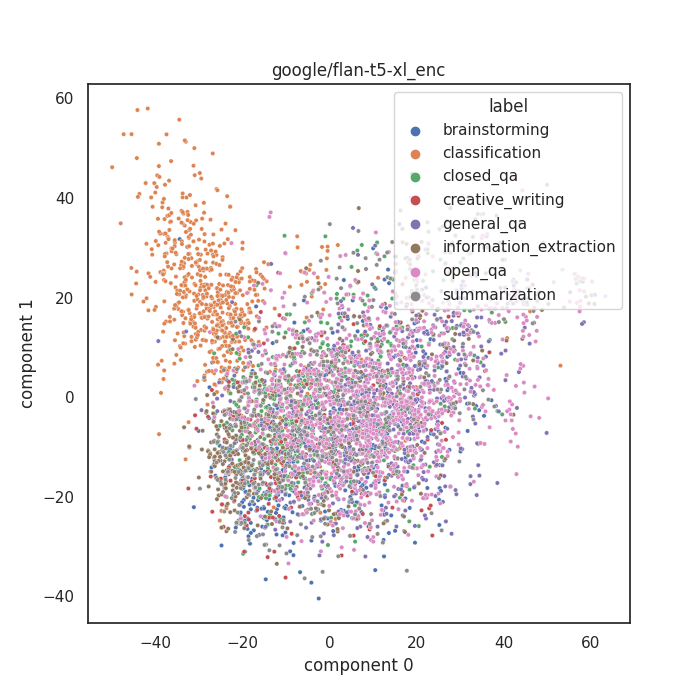 google/flan-t5-xl_enc
label
brainstorming
classification
closed_qa
creative_writing
general_qa
information_extraction
open_qa
summarization
component 1
60
40
20
0
−20
−40
−40
−20
0
20
40
60
component 0